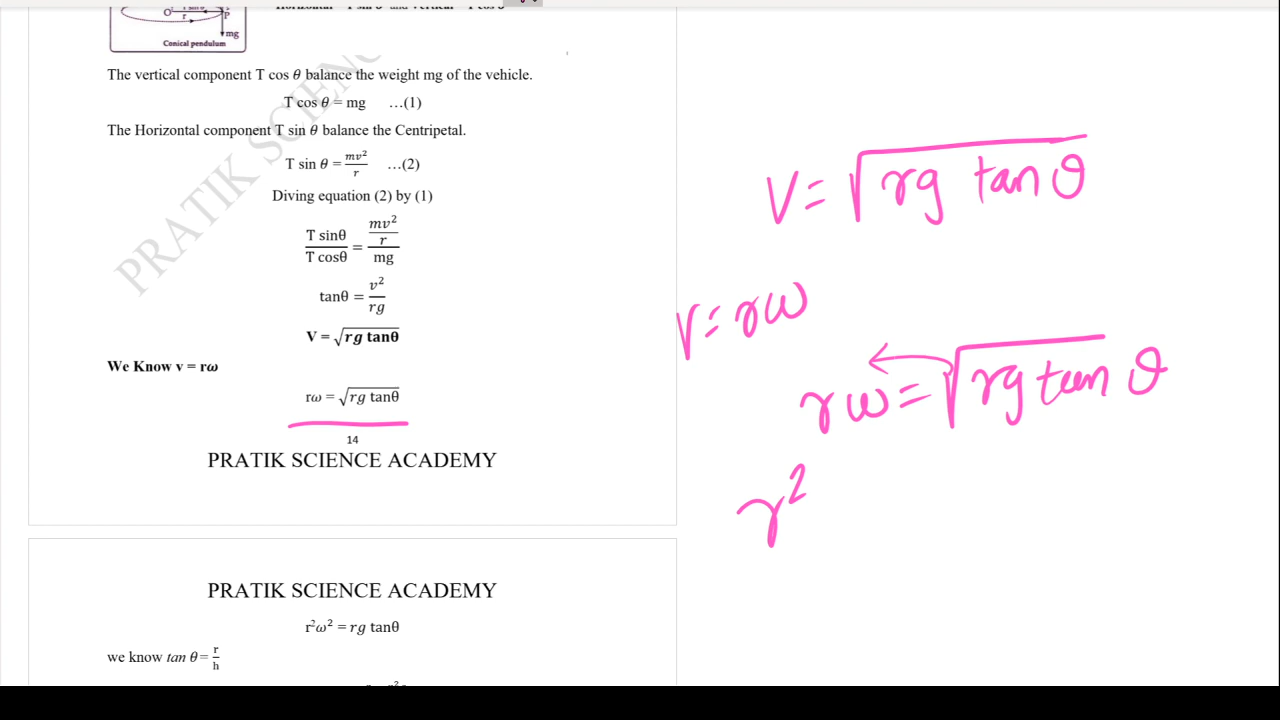 O
r
P
mg
Conical pendulum
The vertical component T cos θ balance the weight mg of the vehicle.
T cos θ = mg …(1)
The Horizontal component T sin θ balance the Centripetal.
T sin θ = mv²/r …(2)
Diving equation (2) by (1)
T sinθ / T cosθ = mv²/r / mg
tanθ = v²/rg
V = √rg tanθ
We Know v = rω
rω = √rg tanθ
14
PRATIK SCIENCE ACADEMY
PRATIK SCIENCE ACADEMY
r²ω² = rg tanθ
we know tan θ = r/h
PRATIK SCIENC
V = √rg tan θ
V = rω
rω = √rg tan θ
r²